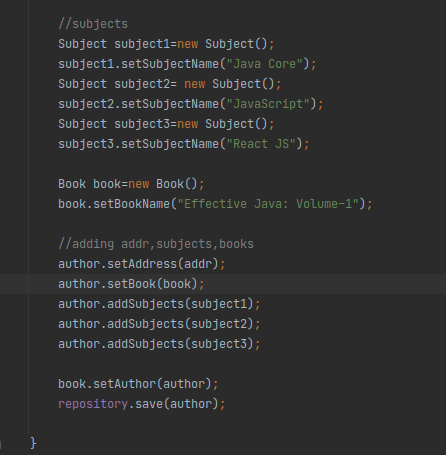 //subjects
Subject subject1=new Subject();
subject1.setSubjectName("Java Core");
Subject subject2= new Subject();
subject2.setSubjectName("JavaScript");
Subject subject3=new Subject();
subject3.setSubjectName("React JS");
Book book=new Book();
book.setBookName("Effective Java: Volume-1");
//adding addr,subjects,books
author.setAddress(addr);
author.setBook(book);
author.addSubjects(subject1);
author.addSubjects(subject2);
author.addSubjects(subject3);
book.setAuthor(author);
repository.save(author);
}